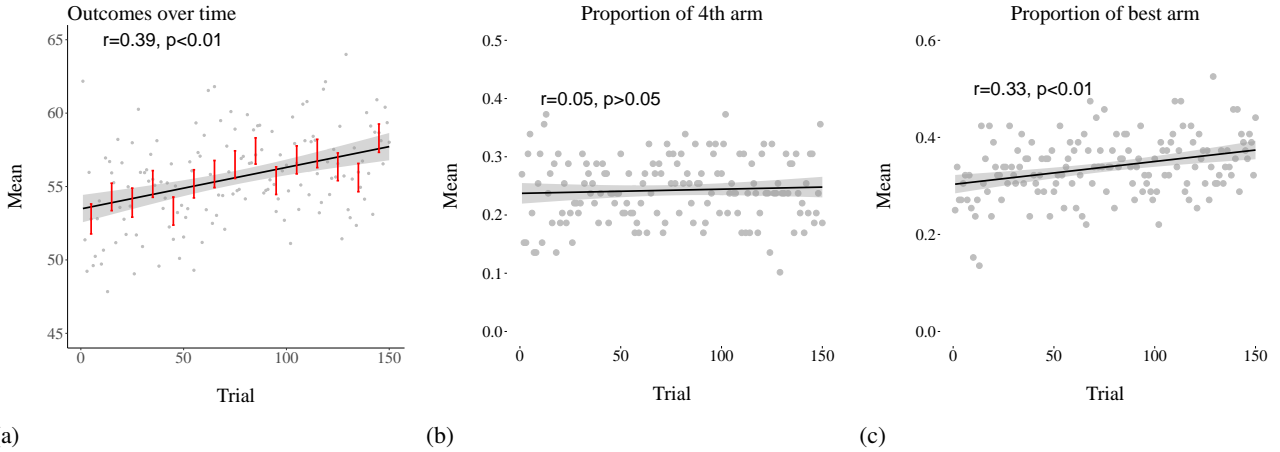 Outcomes over time
r=0.39, p<0.01
65
60
55
50
45
Mean
0
50
100
150
Trial
Proportion of 4th arm
r=0.05, p>0.05
0.5
0.4
0.3
0.2
0.1
0.0
Mean
0
50
100
150
Trial
Proportion of best arm
r=0.33, p<0.01
0.6
0.4
0.2
0.0
Mean
0
50
100
150
Trial
a)
(b)
(c)